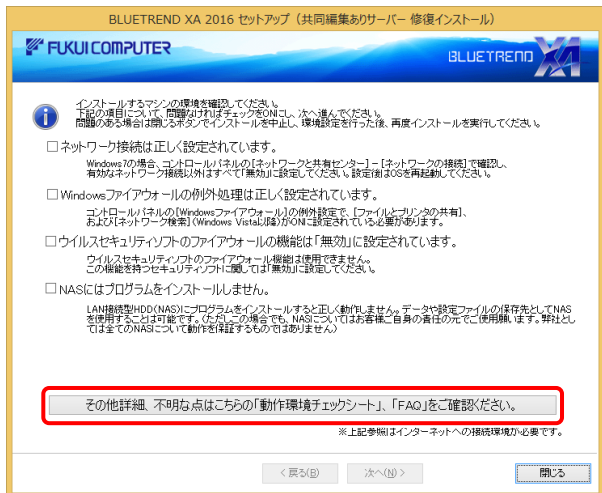 BLUETREND XA 2016 セットアップ（共同編集ありサーバー 修復インストール）
FUKUI COMPUTER
BLUETREND XA
インストールするマシンの環境を確認してください。
下記の項目について、問題なければチェックをONにし、次へ進んでください。
問題のある場合は閉じるボタンでインストールを中止し、環境設定を行った後、再度インストールを実行してください。
ネットワーク接続は正しく設定されています。
Windows7の場合、コントロールパネルの[ネットワークと共有センター]－[ネットワークの接続]で確認し、
有効なネットワーク接続以外はすべて「無効」に設定してください。設定後はOSを再起動してください。
Windowsファイアウォールの例外処理は正しく設定されています。
コントロールパネルの[Windowsファイアウォール]の例外設定で、[ファイルとプリンタの共有]、
および[ネットワーク検索](Windows Vista以降)がONに設定されている必要があります。
ウイルスセキュリティソフトのファイアウォールの機能は「無効」に設定されています。
ウイルスセキュリティソフトのファイアウォール機能は使用できません。
この機能を持つセキュリティソフトに関しては「無効」に設定してください。
NASにはプログラムをインストールしません。
LAN接続型HDD(NAS)にプログラムをインストールすると正しく動作しません。データや設定ファイルの保存先としてNAS
を使用することは可能です。(ただしこの場合でも、NASについてはお客様ご自身の責任の元でご使用願います。弊社とし
ては全てのNASについて動作を保証するものではありません)
その他詳細、不明な点はこちらの「動作環境チェックシート」、「FAQ」をご確認ください。
※上記参照はインターネットへの接続環境が必要です。
＜戻る(B)
次へ(N)＞
閉じる